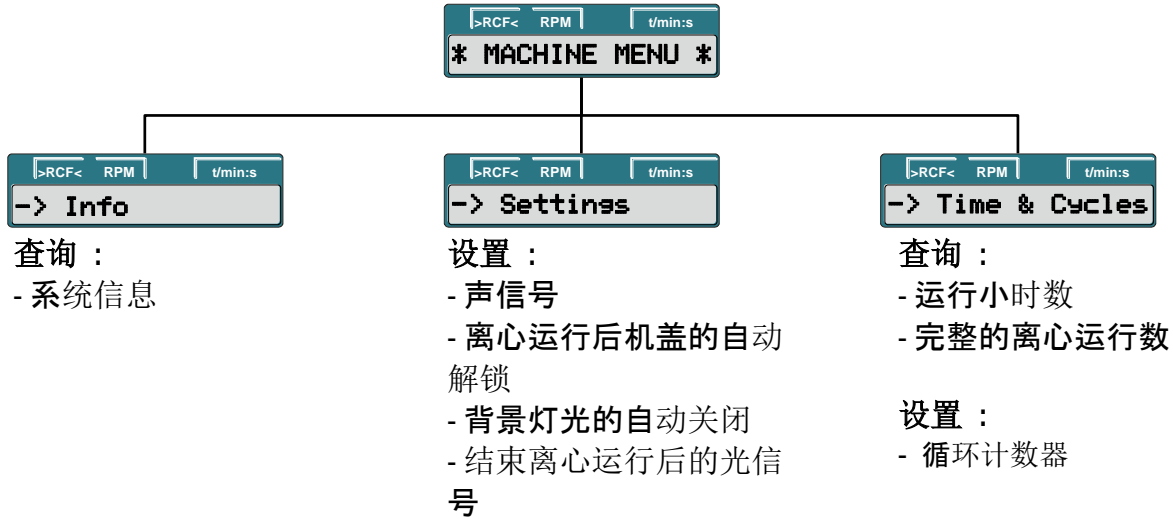 >RCF< RPM t/min:s
* MACHINE MENU *
>RCF< RPM t/min:s
-> Info
查询：
- 系统信息
>RCF< RPM t/min:s
-> Settings
设置：
- 声信号
- 离心运行后机盖的自动
解锁
- 背景灯光的自动关闭
- 结束离心运行后的光信
号
>RCF< RPM t/min:s
-> Time & Cycles
查询：
- 运行小时数
- 完整的离心运行数
设置：
- 循环计数器